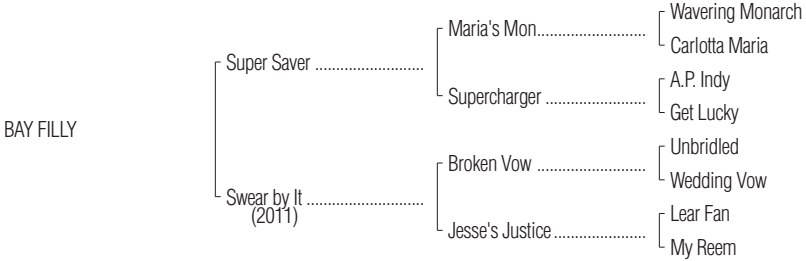 Wavering Monarch
Maria's Mon..........................
Carlotta Maria
Super Saver ..........................
A.P. Indy
Supercharger ........................
Get Lucky
BAY FILLY
Unbridled
Broken Vow ..........................
Wedding Vow
Swear by It ............................
(2011)
Lear Fan
Jesse's Justice......................
My Reem